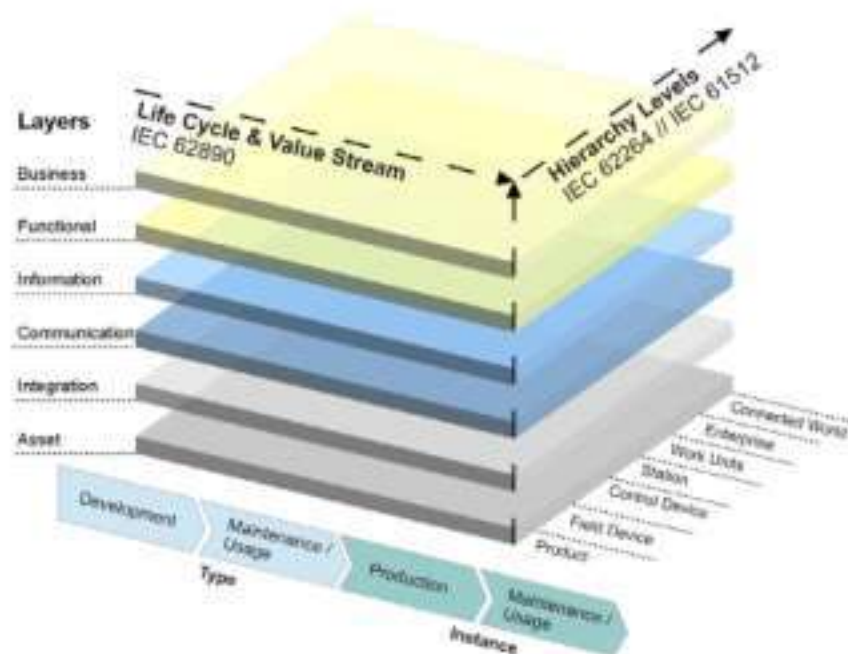 Layers
Life Cycle & Value Stream
IEC 62890
Hierarchy Levels
IEC 62264 // IEC 61512
Business
Functional
Information
Communication
Integration
Asset
Connected World
Enterprise
Work Units
Station
Control Device
Field Device
Product
Development
Maintenance /
Usage
Production
Maintenance /
Usage
Type
Instance